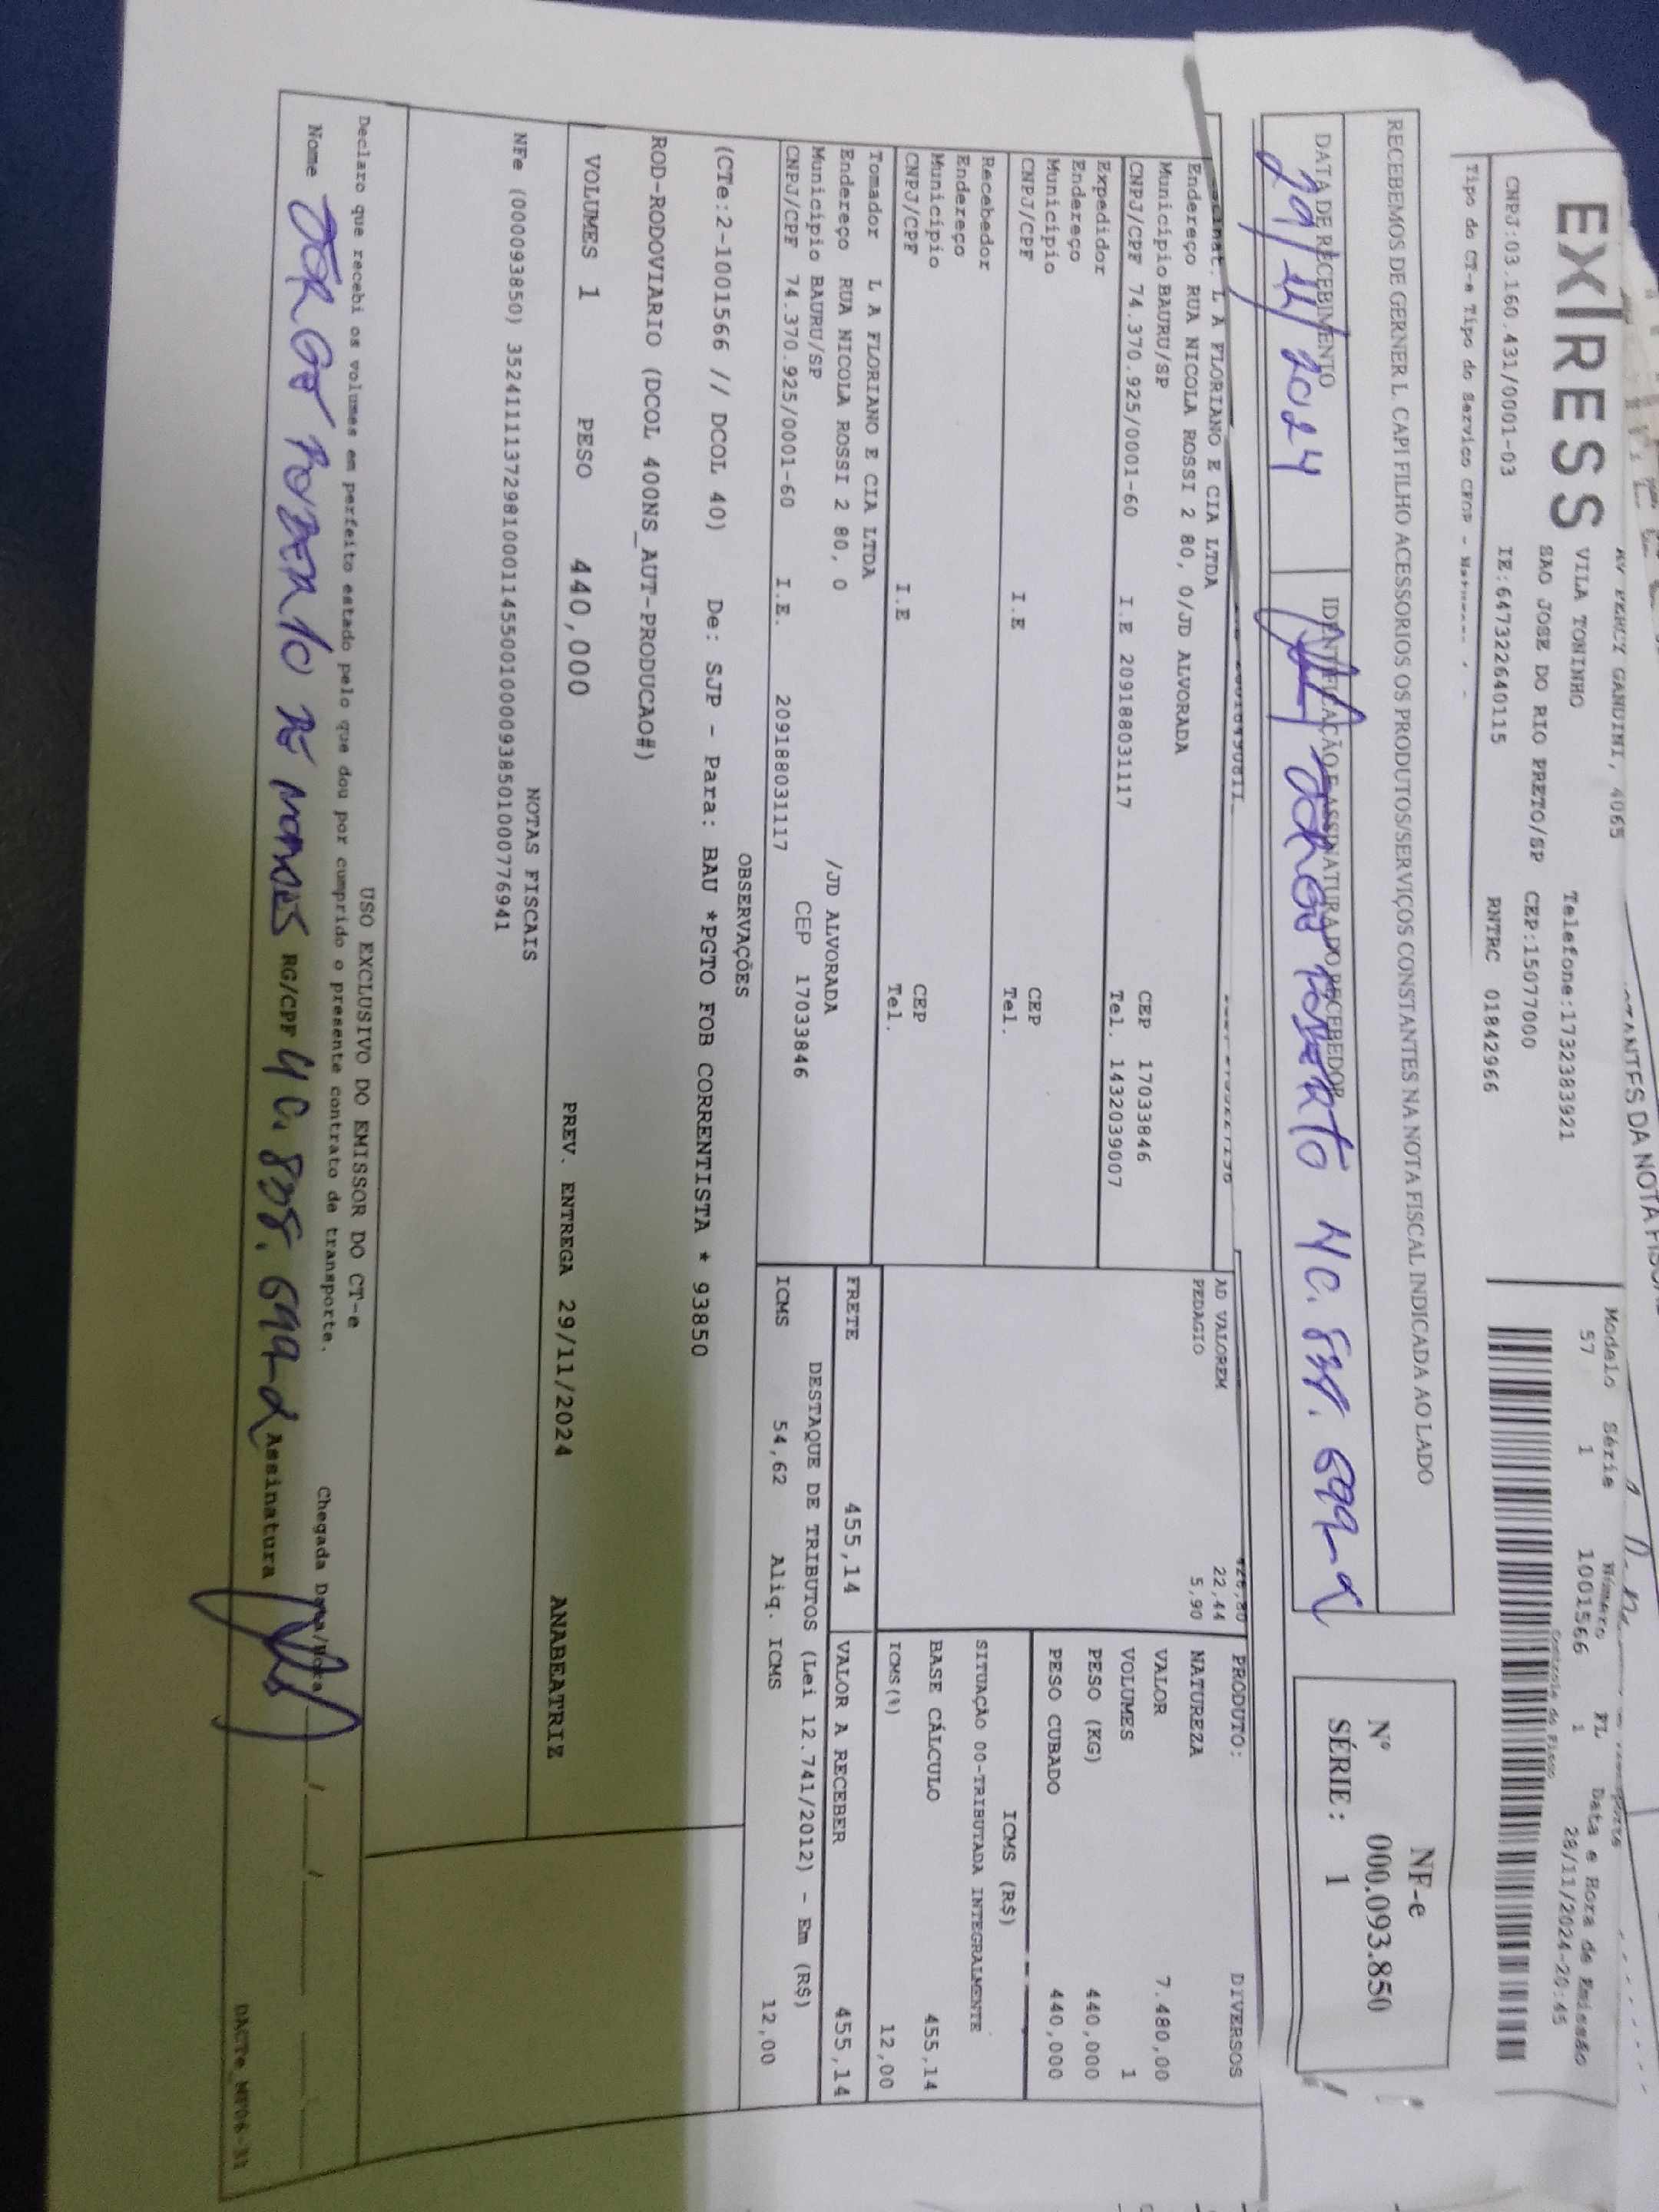 EXPRESS
VILA TONINHO
SAO JOSE DO RIO PRETO/SP
Telefone:1732383921
CEP:15077000
CNPJ:03.160.431/0001-03 IE:647322640115 RNTRC 01842966
Tipo do CT-e Tipo do Servico CFOP -
Modelo Série Número FL Data e Hora de Emissão
57 1 1001566 1 28/11/2024-20:45
RECEBEMOS DE GERNER L. CAPI FILHO ACESSORIOS OS PRODUTOS/SERVIÇOS CONSTANTES NA NOTA FISCAL INDICADA AO LADO
DATA DE RECEBIMENTO
29/11/2024
IDENTIFICAÇÃO E ASSINATURA DO RECEBEDOR
NF-e
Nº 000.093.850
SÉRIE: 1
L A FLORIANO E CIA LTDA
Endereço RUA NICOLA ROSSI 2 80, 0/JD ALVORADA
Município BAURU/SP CEP 17033846
CNPJ/CPF 74.370.925/0001-60 I.E 209188031117 Tel. 1432039007
Expedidor
Endereço
Município CEP
CNPJ/CPF I.E Tel.
Recebedor
Endereço
Município CEP
CNPJ/CPF I.E Tel.
Tomador L A FLORIANO E CIA LTDA
Endereço RUA NICOLA ROSSI 2 80, 0 /JD ALVORADA
Município BAURU/SP CEP 17033846
CNPJ/CPF 74.370.925/0001-60 I.E. 209188031117
AD VALOREM 22,44
PEDAGIO 5,90
FRETE 455,14
PRODUTO: DIVERSOS
NATUREZA
VALOR 7.480,00
VOLUMES 1
PESO (KG) 440,000
PESO CUBADO 440,000
ICMS (R$)
SITUAÇÃO 00-TRIBUTADA INTEGRALMENTE
BASE CÁLCULO 455,14
ICMS(%) 12,00
VALOR A RECEBER 455,14
DESTAQUE DE TRIBUTOS (Lei 12.741/2012) - Em (R$)
ICMS 54,62 Aliq. ICMS 12,00
OBSERVAÇÕES
(CTe:2-1001566 // DCOL 40) De: SJP - Para: BAU *PGTO FOB CORRENTISTA * 93850
ROD-RODOVIARIO (DCOL 400NS_AUT-PRODUCAO#)
VOLUMES 1 PESO 440,000 PREV. ENTREGA 29/11/2024 ANABEATRIZ
NOTAS FISCAIS
NFe (000093850) 35241111372981000114550010000938501000776941
USO EXCLUSIVO DO EMISSOR DO CT-e
Declaro que recebi os volumes em perfeito estado pelo que dou por cumprido o presente contrato de transporte. Chegada Data/Hora
Nome JORGE ROBERTO DE MORAES RG/CPF Assinatura
DACTe_MF06-31